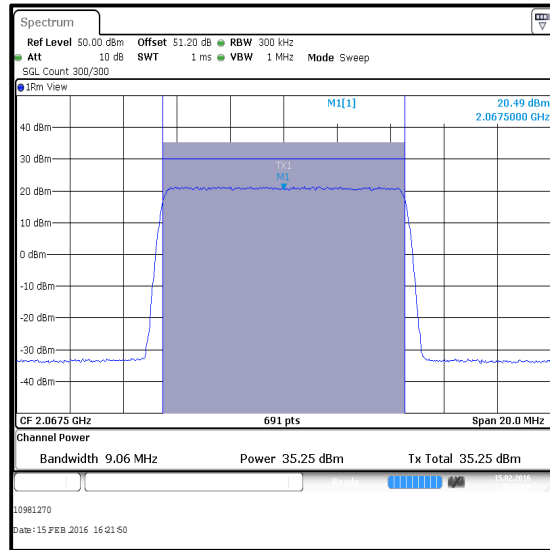 Spectrum
Ref Level 50.00 dBm Offset 51.20 dB RBW 300 kHz
Att 10 dB SWT 1 ms VBW 1 MHz Mode Sweep
SGL Count 300/300
1Rm View
M1[1] 20.49 dBm
2.0675000 GHz
40 dBm
30 dBm
TX1
M1
20 dBm
10 dBm
0 dBm
-10 dBm
-20 dBm
-30 dBm
-40 dBm
CF 2.0675 GHz 691 pts Span 20.0 MHz
Channel Power
Bandwidth 9.06 MHz Power 35.25 dBm Tx Total 35.25 dBm
Ready 15.02.2016
10981270
Date: 15.FEB.2016 16:21:50